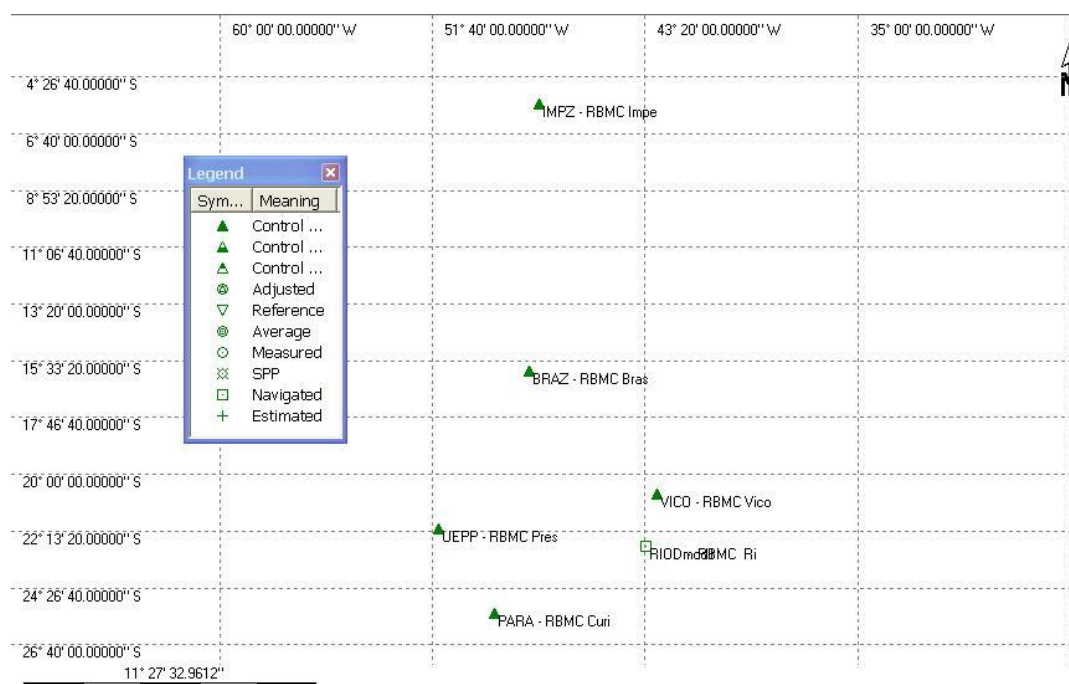 60° 00' 00.00000'' W
51° 40' 00.00000'' W
43° 20' 00.00000'' W
35° 00' 00.00000'' W
4° 26' 40.00000'' S
N
IMPZ - RBMC Impe
6° 40' 00.00000'' S
Legend
8° 53' 20.00000'' S
Sym... Meaning
Control ...
11° 06' 40.00000'' S
Control ...
Control ...
Adjusted
13° 20' 00.00000'' S
Reference
Average
Measured
15° 33' 20.00000'' S
SPP
BRAZ - RBMC Bras
Navigated
Estimated
17° 46' 40.00000'' S
20° 00' 00.00000'' S
VICO - RBMC Vico
22° 13' 20.00000'' S
UEPP - RBMC Pres
RBMC Ri
24° 26' 40.00000'' S
PARA - RBMC Curi
26° 40' 00.00000'' S
11° 27' 32.9612''